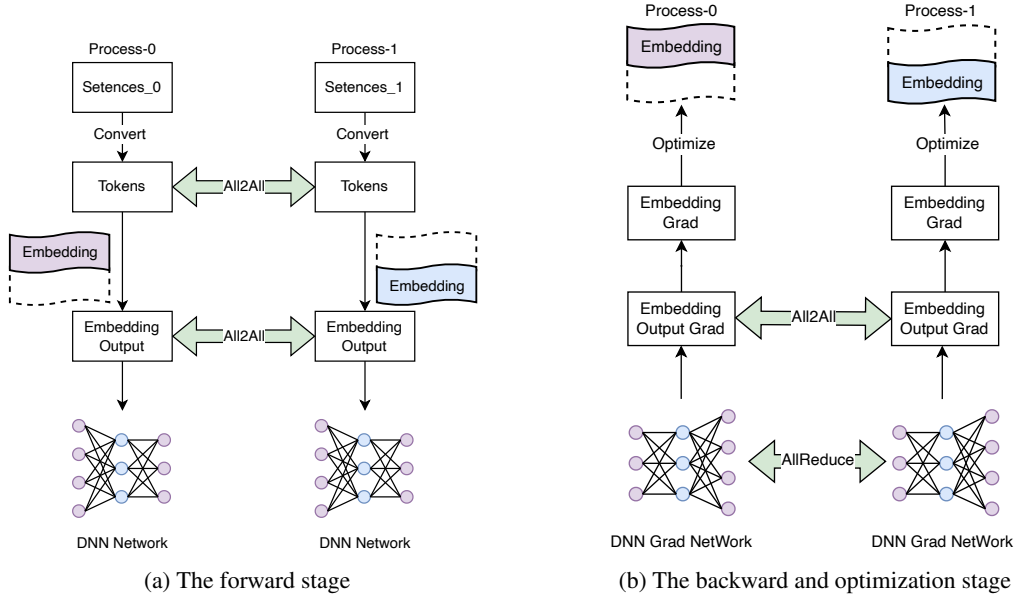 Process-0
Process-1
Setences_0
Setences_1
Convert
Convert
Tokens
All2All
Tokens
Embedding
Embedding
Embedding
Output
All2All
Embedding
Output
DNN Network
DNN Network
(a) The forward stage
Process-0
Process-1
Embedding
Embedding
Optimize
Optimize
Embedding
Grad
Embedding
Grad
Embedding
Output Grad
All2All
Embedding
Output Grad
AllReduce
DNN Grad NetWork
DNN Grad NetWork
(b) The backward and optimization stage